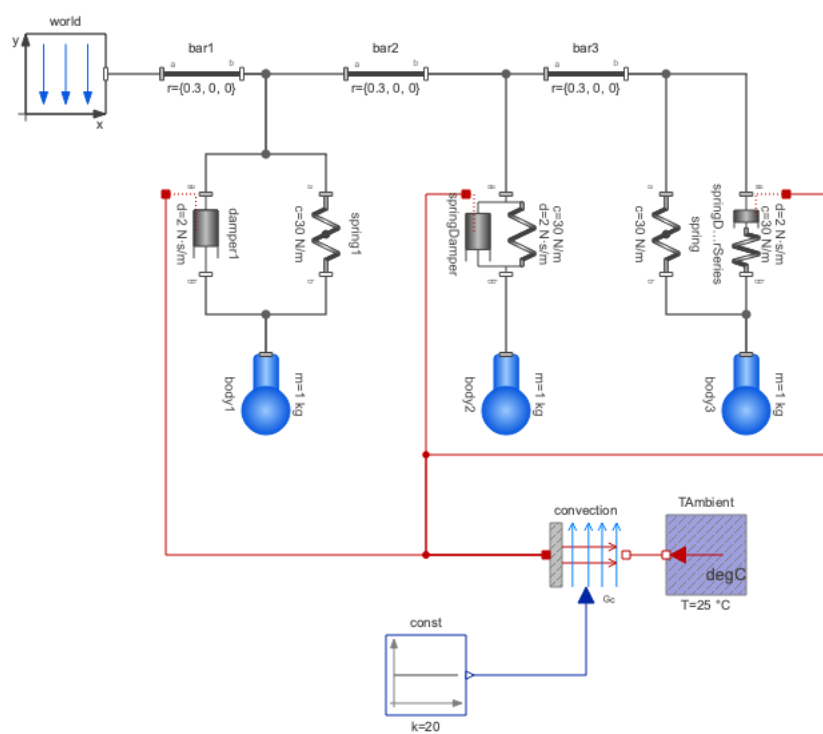 world
y
x
bar1
a
b
r={0.3, 0, 0}
bar2
a
b
r={0.3, 0, 0}
bar3
a
b
r={0.3, 0, 0}
d=2 N·s/m
damper1
a
b
c=30 N/m
spring1
springDamper
d=2 N·s/m
c=30 N/m
a
b
c=30 N/m
spring
springD...rSeries
c=30 N/m
d=2 N·s/m
body1
m=1 kg
body2
m=1 kg
body3
m=1 kg
convection
Gc
TAmbient
degC
T=25 °C
const
k=20